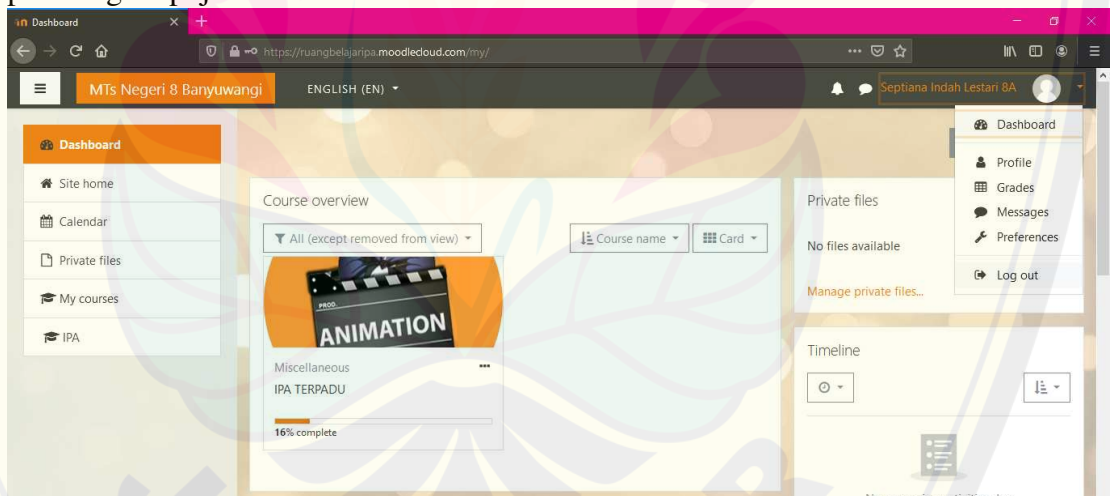 Dashboard
https://ruangbelajaripa.moodlecloud.com/my/
MTs Negeri 8 Banyuwangi
ENGLISH (EN)
Septiana Indah Lestari 8A
Dashboard
Site home
Calendar
Private files
My courses
IPA
Course overview
All (except removed from view)
Course name
Card
PROD.
ANIMATION
Miscellaneous
IPA TERPADU
16% complete
Private files
No files available
Manage private files...
Timeline
Dashboard
Profile
Grades
Messages
Preferences
Log out